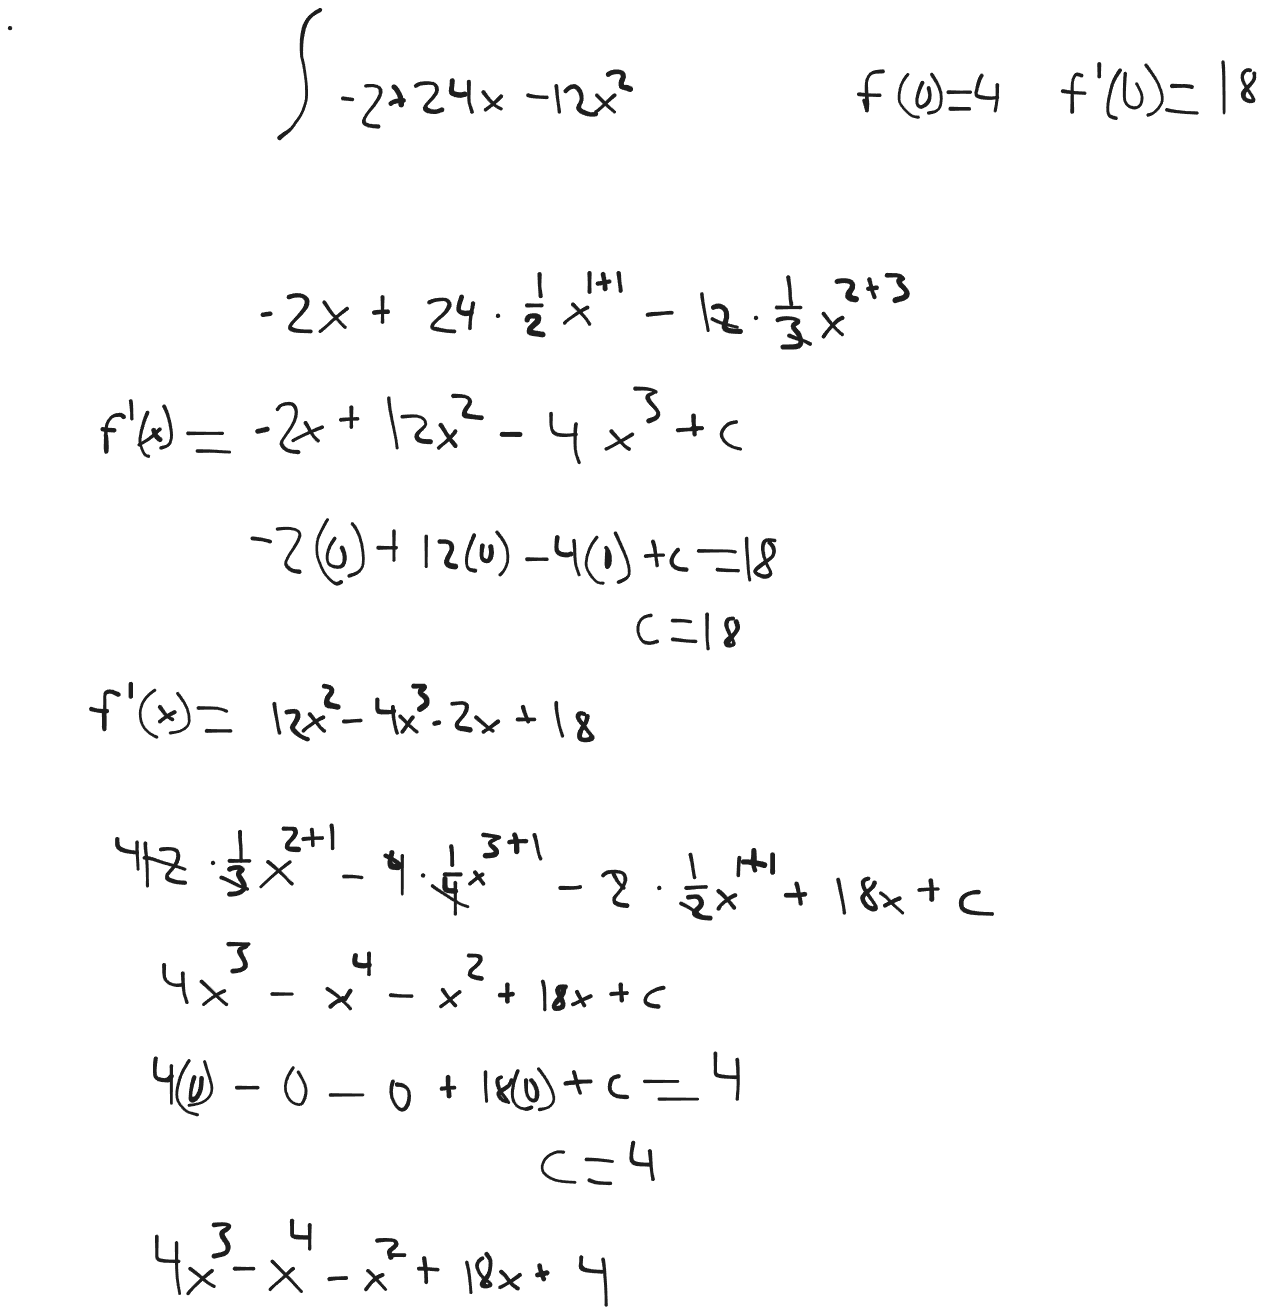 ∫ -2+24x -12x² f(0)=4 f'(0)=18
-2x + 24 · 1/2 x^(1+1) - 12 · 1/3 x^(2+3)
f'(x) = -2x + 12x² - 4x³ + c
-2(0) + 12(0) - 4(0) + c = 18
c = 18
f'(x) = 12x² - 4x³ - 2x + 18
4 12 · 1/3 x^(2+1) - 4 · 1/4 x^(3+1) - 2 · 1/2 x^(1+1) + 18x + c
4x³ - x⁴ - x² + 18x + c
4(0) - 0 - 0 + 18(0) + c = 4
c = 4
4x³ - x⁴ - x² + 18x + 4